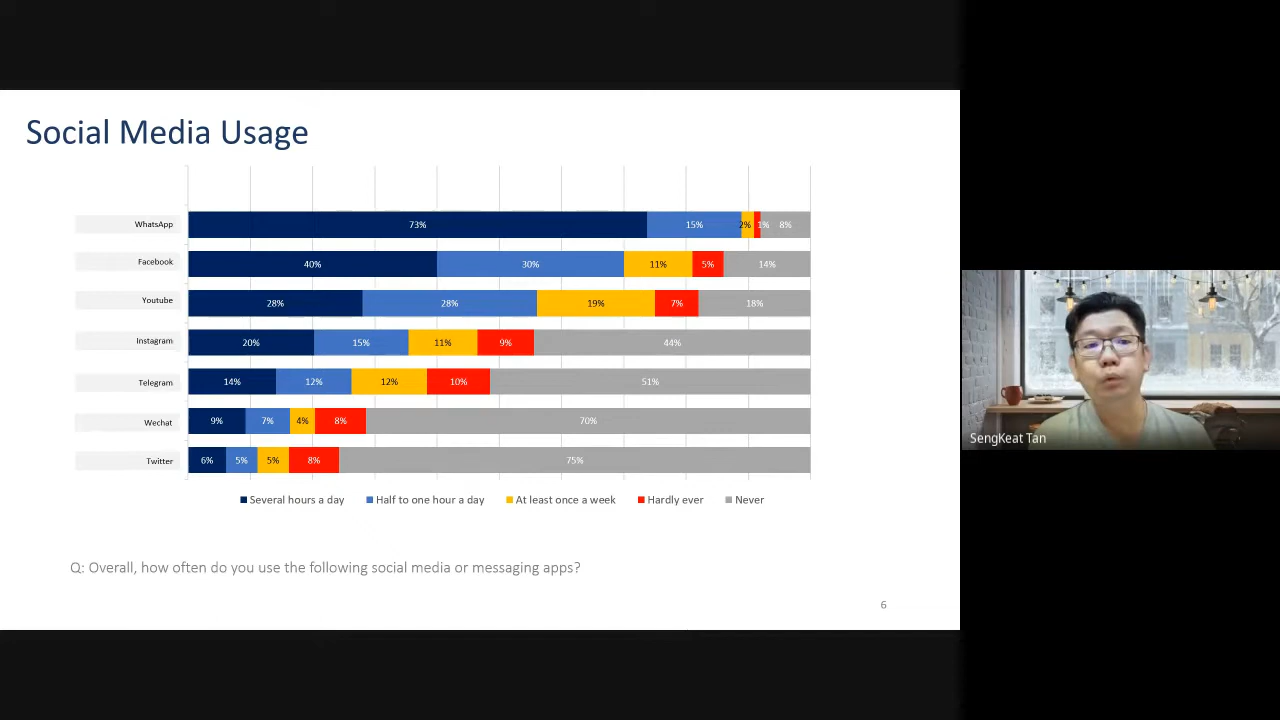 Social Media Usage
WhatsApp 73% 15% 2% 1% 8%
Facebook 40% 30% 11% 5% 14%
Youtube 28% 28% 19% 7% 18%
Instagram 20% 15% 11% 9% 44%
Telegram 14% 12% 12% 10% 51%
Wechat 9% 7% 4% 8% 70%
Twitter 6% 5% 5% 8% 75%
Several hours a day Half to one hour a day At least once a week Hardly ever Never
Q: Overall, how often do you use the following social media or messaging apps?
6
SengKeat Tan